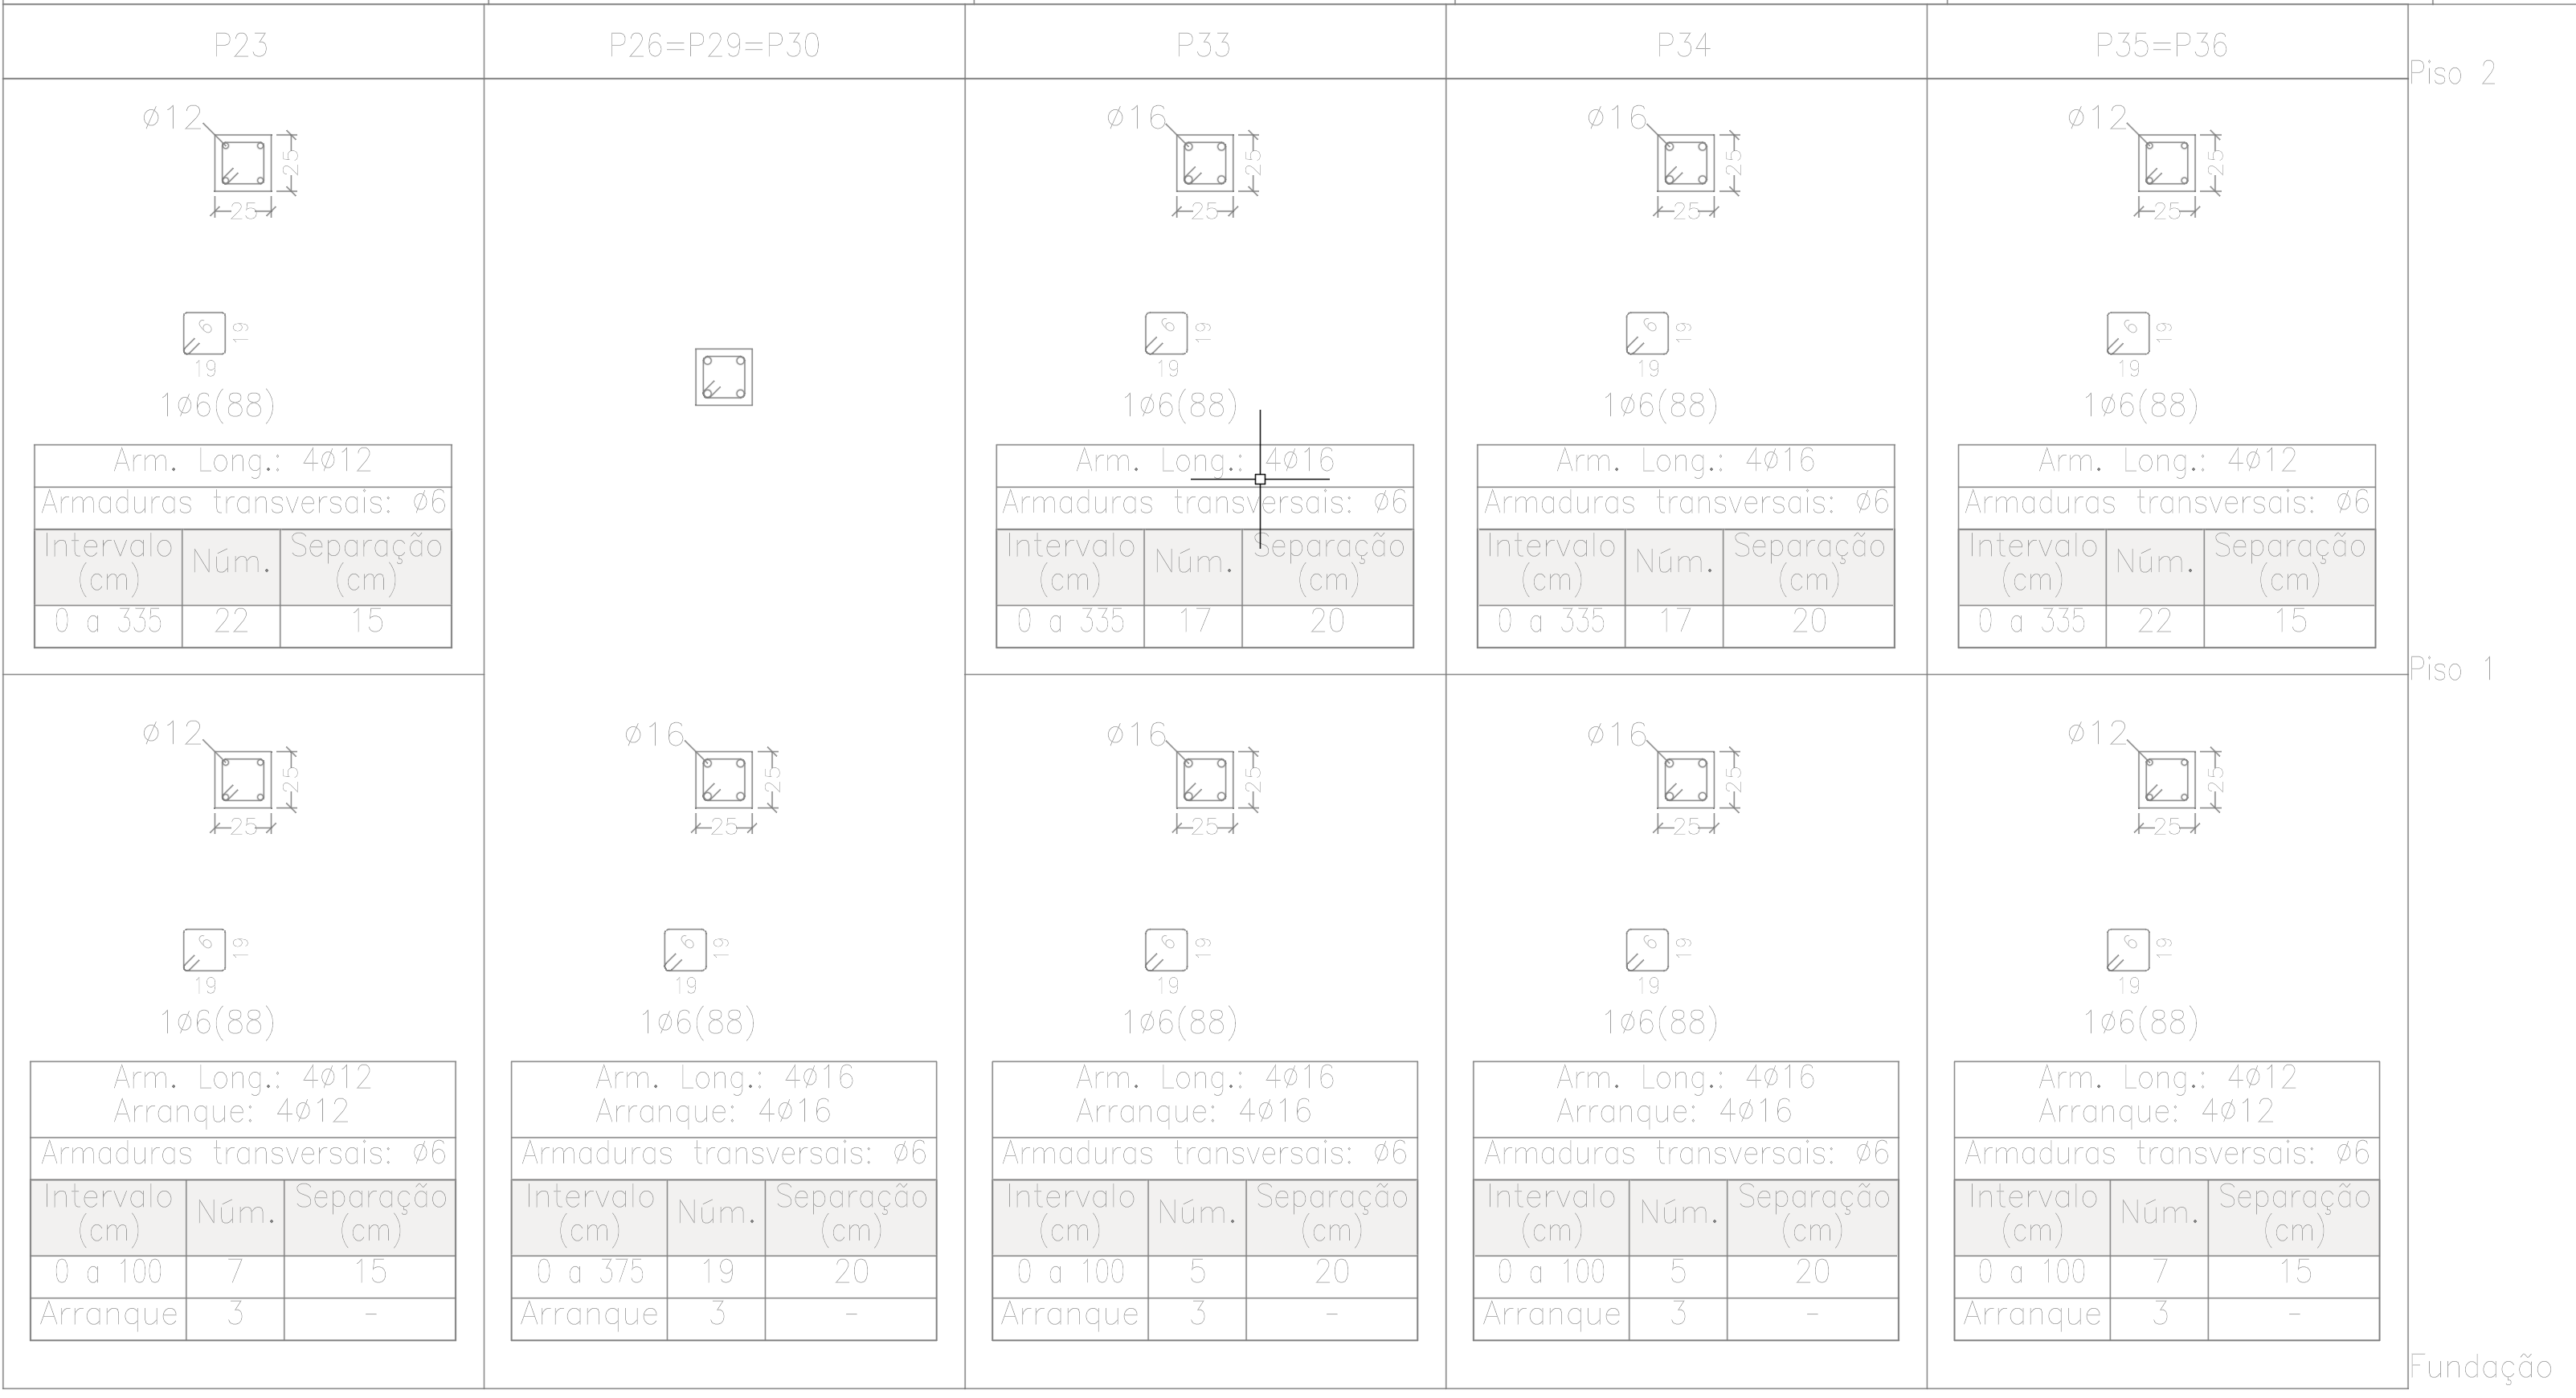 P23
P26=P29=P30
P33
P34
P35=P36
Piso 2
ø12
25
25
6
19
19
1ø6(88)
Arm. Long.: 4ø12
Armaduras transversais: ø6
Intervalo (cm) Núm. Separação (cm)
0 a 335 22 15
ø16
25
25
6
19
19
1ø6(88)
Arm. Long.: 4ø16
Armaduras transversais: ø6
Intervalo (cm) Núm. Separação (cm)
0 a 335 17 20
ø16
25
25
6
19
19
1ø6(88)
Arm. Long.: 4ø16
Armaduras transversais: ø6
Intervalo (cm) Núm. Separação (cm)
0 a 335 17 20
ø12
25
25
6
19
19
1ø6(88)
Arm. Long.: 4ø12
Armaduras transversais: ø6
Intervalo (cm) Núm. Separação (cm)
0 a 335 22 15
Piso 1
ø12
25
25
6
19
19
1ø6(88)
Arm. Long.: 4ø12
Arranque: 4ø12
Armaduras transversais: ø6
Intervalo (cm) Núm. Separação (cm)
0 a 100 7 15
Arranque 3 -
ø16
25
25
6
19
19
1ø6(88)
Arm. Long.: 4ø16
Arranque: 4ø16
Armaduras transversais: ø6
Intervalo (cm) Núm. Separação (cm)
0 a 375 19 20
Arranque 3 -
ø16
25
25
6
19
19
1ø6(88)
Arm. Long.: 4ø16
Arranque: 4ø16
Armaduras transversais: ø6
Intervalo (cm) Núm. Separação (cm)
0 a 100 5 20
Arranque 3 -
ø16
25
25
6
19
19
1ø6(88)
Arm. Long.: 4ø16
Arranque: 4ø16
Armaduras transversais: ø6
Intervalo (cm) Núm. Separação (cm)
0 a 100 5 20
Arranque 3 -
ø12
25
25
6
19
19
1ø6(88)
Arm. Long.: 4ø12
Arranque: 4ø12
Armaduras transversais: ø6
Intervalo (cm) Núm. Separação (cm)
0 a 100 7 15
Arranque 3 -
Fundação